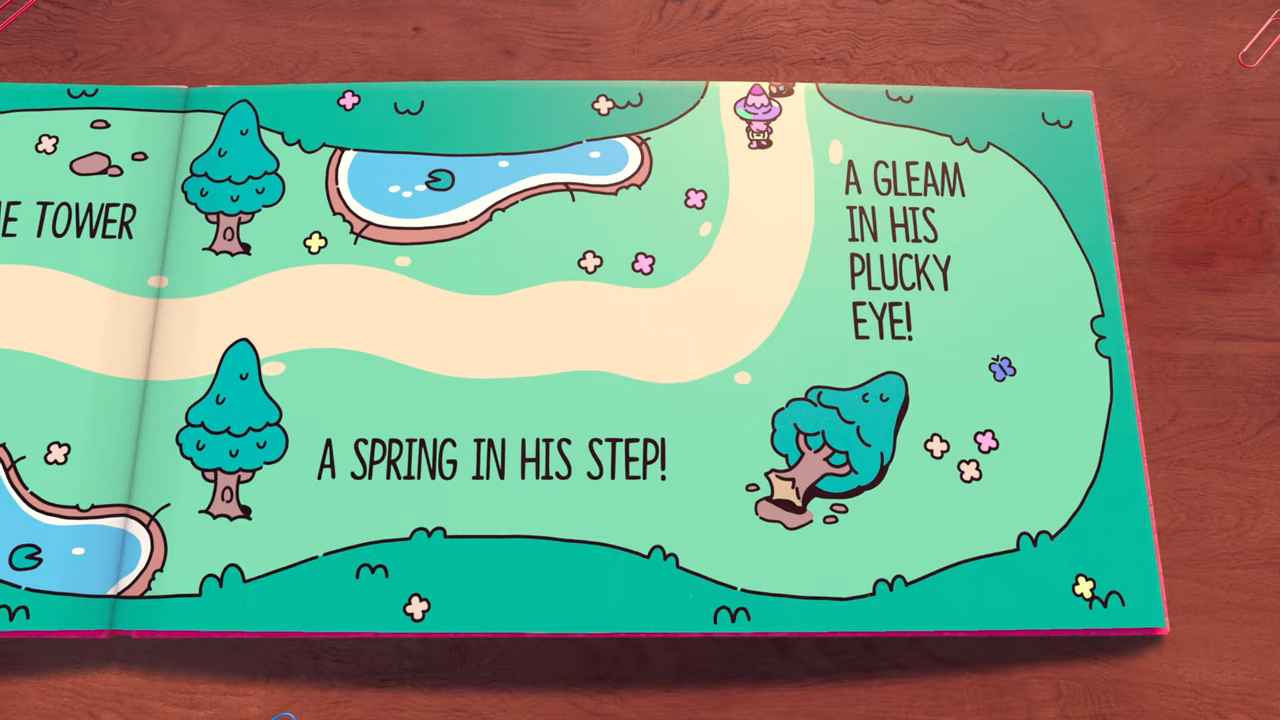 TOWER
A GLEAM
IN HIS
PLUCKY
EYE!
A SPRING IN HIS STEP!